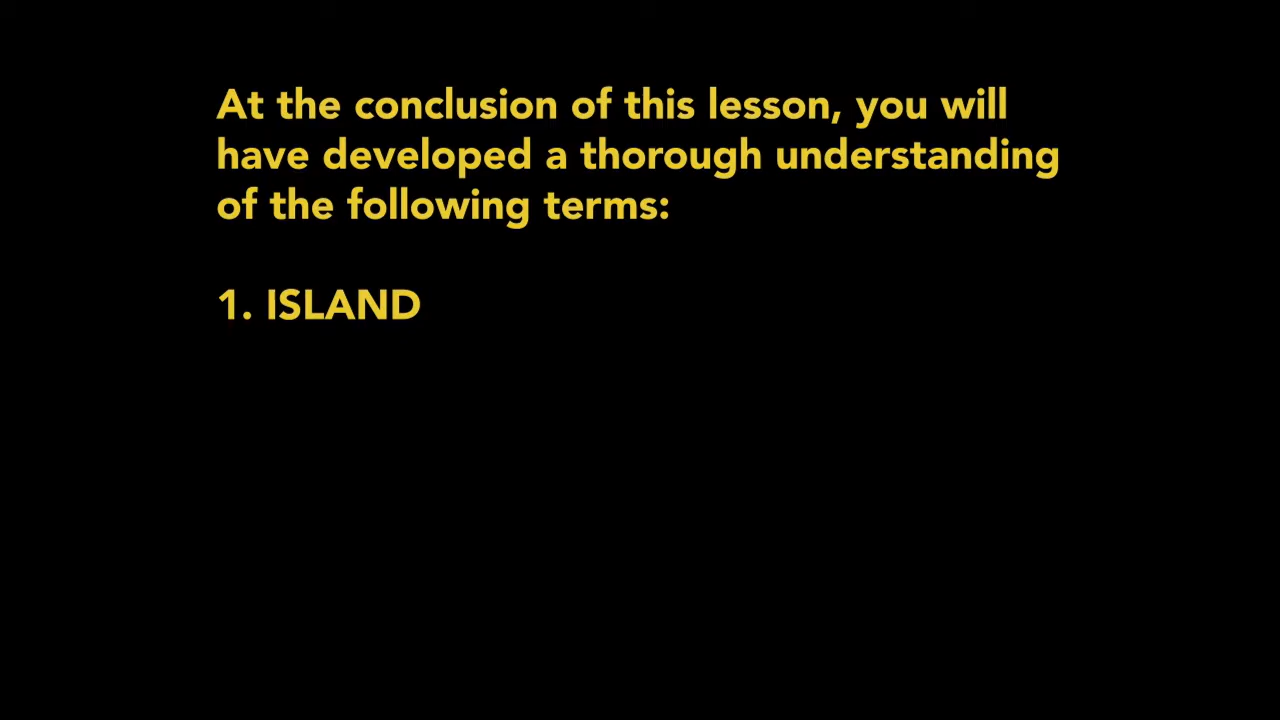 At the conclusion of this lesson, you will
have developed a thorough understanding
of the following terms:
1. ISLAND